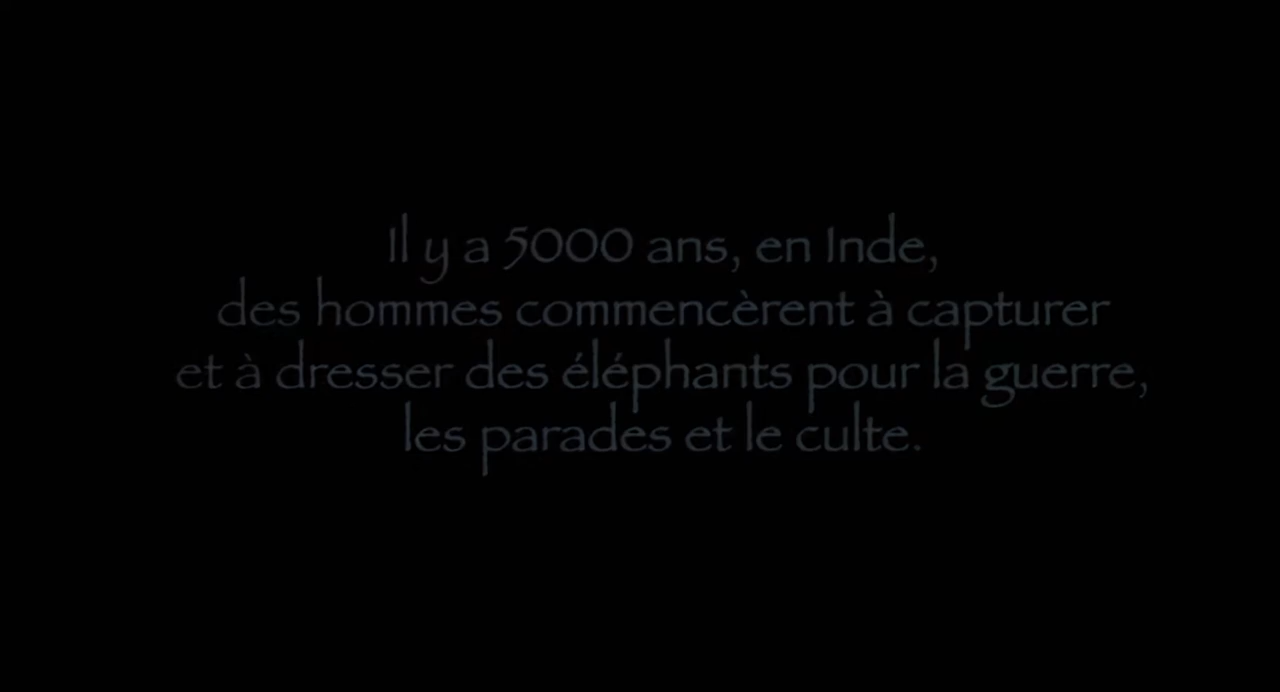 Il y a 5000 ans, en Inde,
des hommes commencèrent à capturer
et à dresser des éléphants pour la guerre,
les parades et le culte.